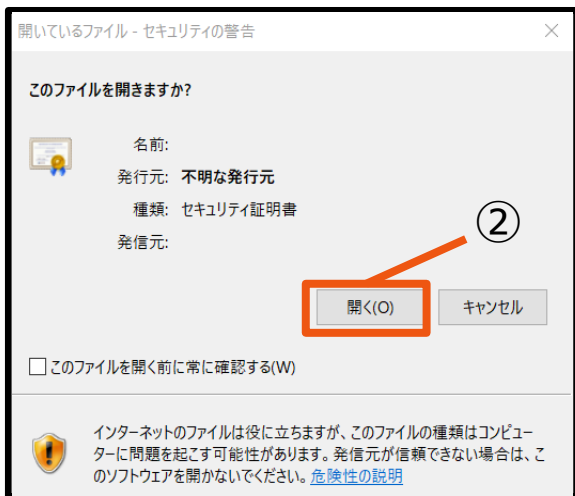 開いているファイル - セキュリティの警告
このファイルを開きますか?
名前:
発行元: 不明な発行元
種類: セキュリティ証明書
発信元:
②
開く(O)
キャンセル
このファイルを開く前に常に確認する(W)
インターネットのファイルは役に立ちますが、このファイルの種類はコンピュー
ターに問題を起こす可能性があります。発信元が信頼できない場合は、こ
のソフトウェアを開かないでください。危険性の説明